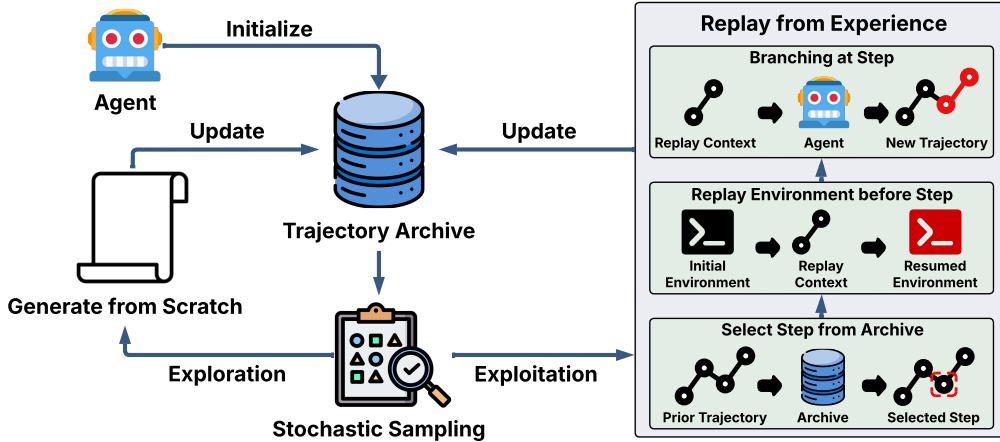 Initialize
Agent
Update
Trajectory Archive
Generate from Scratch
Exploration
Stochastic Sampling
Update
Exploitation
Replay from Experience
Branching at Step
Replay Context
Agent
New Trajectory
Replay Environment before Step
Initial
Environment
Replay
Context
Resumed
Environment
Select Step from Archive
Prior Trajectory
Archive
Selected Step